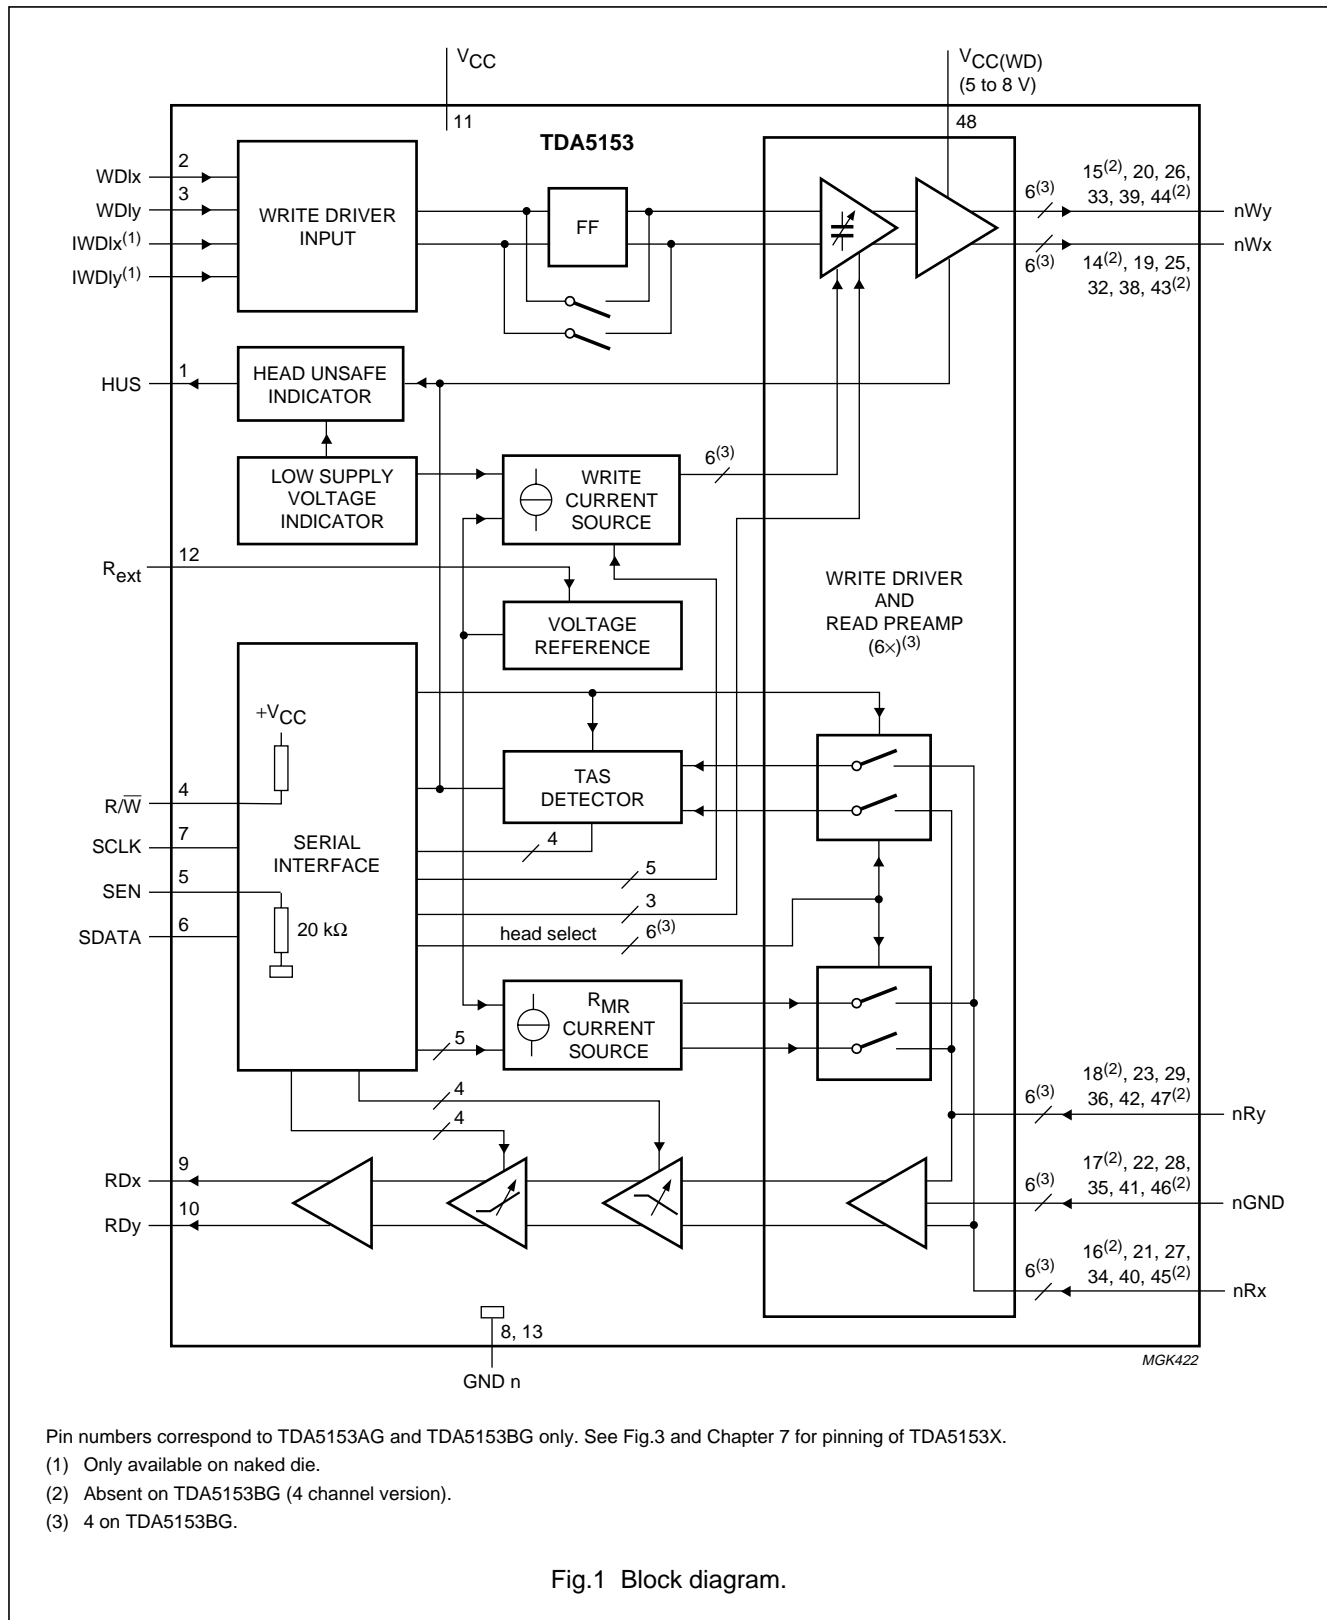 VCC
VCC(WD)
(5 to 8 V)
11
TDA5153
48
WDIx
2
WDIy
3
IWDIx(1)
IWDIy(1)
WRITE DRIVER
INPUT
FF
6(3)
15(2), 20, 26,
33, 39, 44(2)
nWy
6(3)
14(2), 19, 25,
32, 38, 43(2)
nWx
HUS
1
HEAD UNSAFE
INDICATOR
LOW SUPPLY
VOLTAGE
INDICATOR
WRITE
CURRENT
SOURCE
6(3)
Rext
12
VOLTAGE
REFERENCE
WRITE DRIVER
AND
READ PREAMP
(6×)(3)
+VCC
TAS
DETECTOR
R/W̅
4
SCLK
7
SEN
5
SDATA
6
SERIAL
INTERFACE
20 kΩ
4
5
3
head select
6(3)
RMR
CURRENT
SOURCE
5
4
4
6(3)
18(2), 23, 29,
36, 42, 47(2)
nRy
RDx
9
RDy
10
6(3)
17(2), 22, 28,
35, 41, 46(2)
nGND
6(3)
16(2), 21, 27,
34, 40, 45(2)
nRx
8, 13
GND n
MGK422
Pin numbers correspond to TDA5153AG and TDA5153BG only. See Fig.3 and Chapter 7 for pinning of TDA5153X.
(1) Only available on naked die.
(2) Absent on TDA5153BG (4 channel version).
(3) 4 on TDA5153BG.
Fig.1 Block diagram.